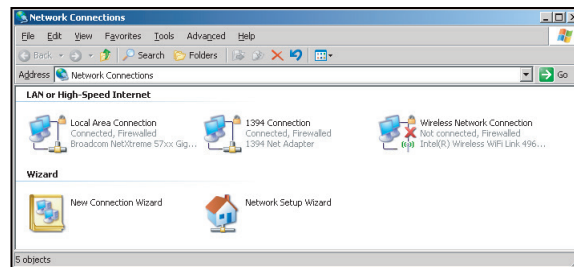 Network Connections
File Edit View Favorites Tools Advanced Help
Back Search Folders
Address Network Connections Go
LAN or High-Speed Internet
Local Area Connection
Connected, Firewalled
Broadcom NetXtreme 57xx Gig...
1394 Connection
Connected, Firewalled
1394 Net Adapter
Wireless Network Connection
Not connected, Firewalled
Intel(R) Wireless WiFi Link 496...
Wizard
New Connection Wizard
Network Setup Wizard
5 objects